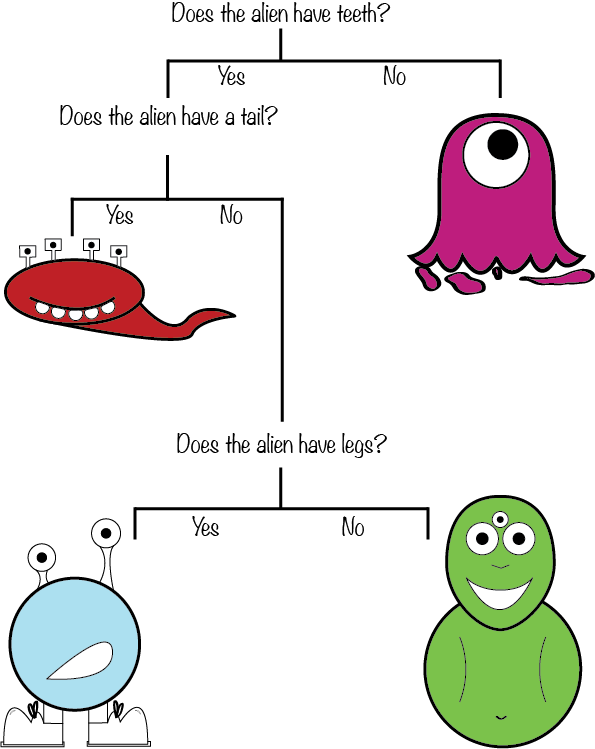 Does the alien have teeth?
Yes No
Does the alien have a tail?
Yes No
Does the alien have legs?
Yes No